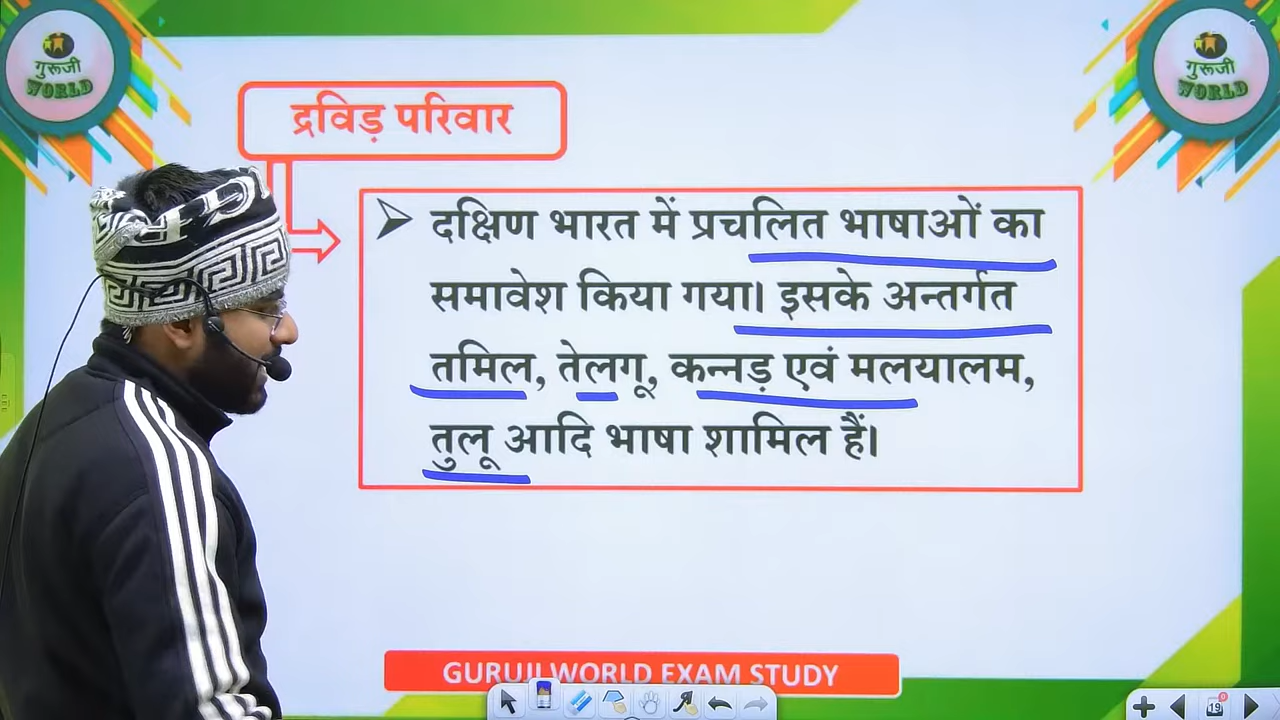 गुरूजी
WORLD
गुरूजी
WORLD
द्रविड़ परिवार
दक्षिण भारत में प्रचलित भाषाओं का
समावेश किया गया। इसके अन्तर्गत
तमिल, तेलगू, कन्नड़ एवं मलयालम,
तुलू आदि भाषा शामिल हैं।
GURUJI WORLD EXAM STUDY
19